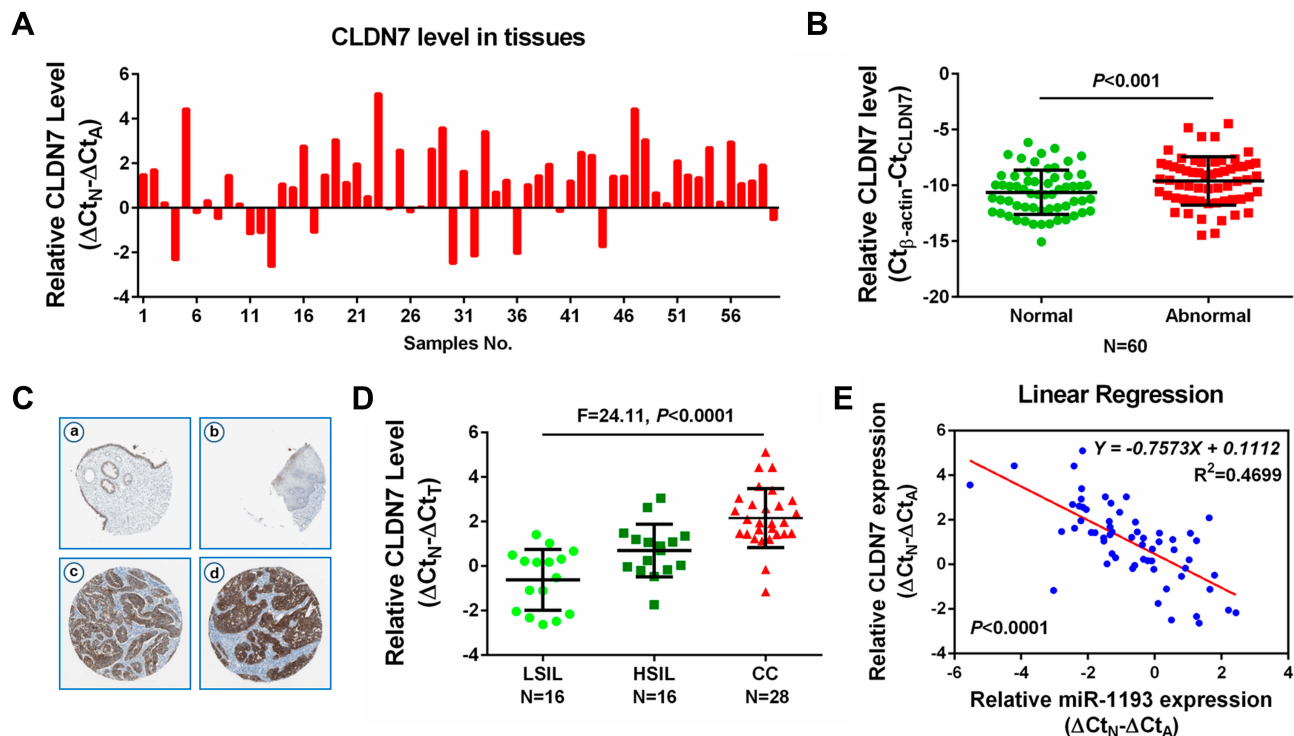 A
CLDN7 level in tissues
Relative CLDN7 Level
(ΔCtN-ΔCtA)
6
4
2
0
-2
-4
1 6 11 16 21 26 31 36 41 46 51 56
Samples No.
B
Relative CLDN7 level
(Ctβ-actin-CtCLDN7)
0
-5
-10
-15
-20
P<0.001
Normal Abnormal
N=60
C
a
b
c
d
D
Relative CLDN7 Level
(ΔCtN-ΔCtT)
F=24.11, P<0.0001
6
4
2
0
-2
-4
LSIL HSIL CC
N=16 N=16 N=28
E
Linear Regression
Relative CLDN7 expression
(ΔCtN-ΔCtA)
6
4
2
0
-2
-4
Y = -0.7573X + 0.1112
R2=0.4699
P<0.0001
-6 -4 -2 0 2 4
Relative miR-1193 expression
(ΔCtN-ΔCtA)